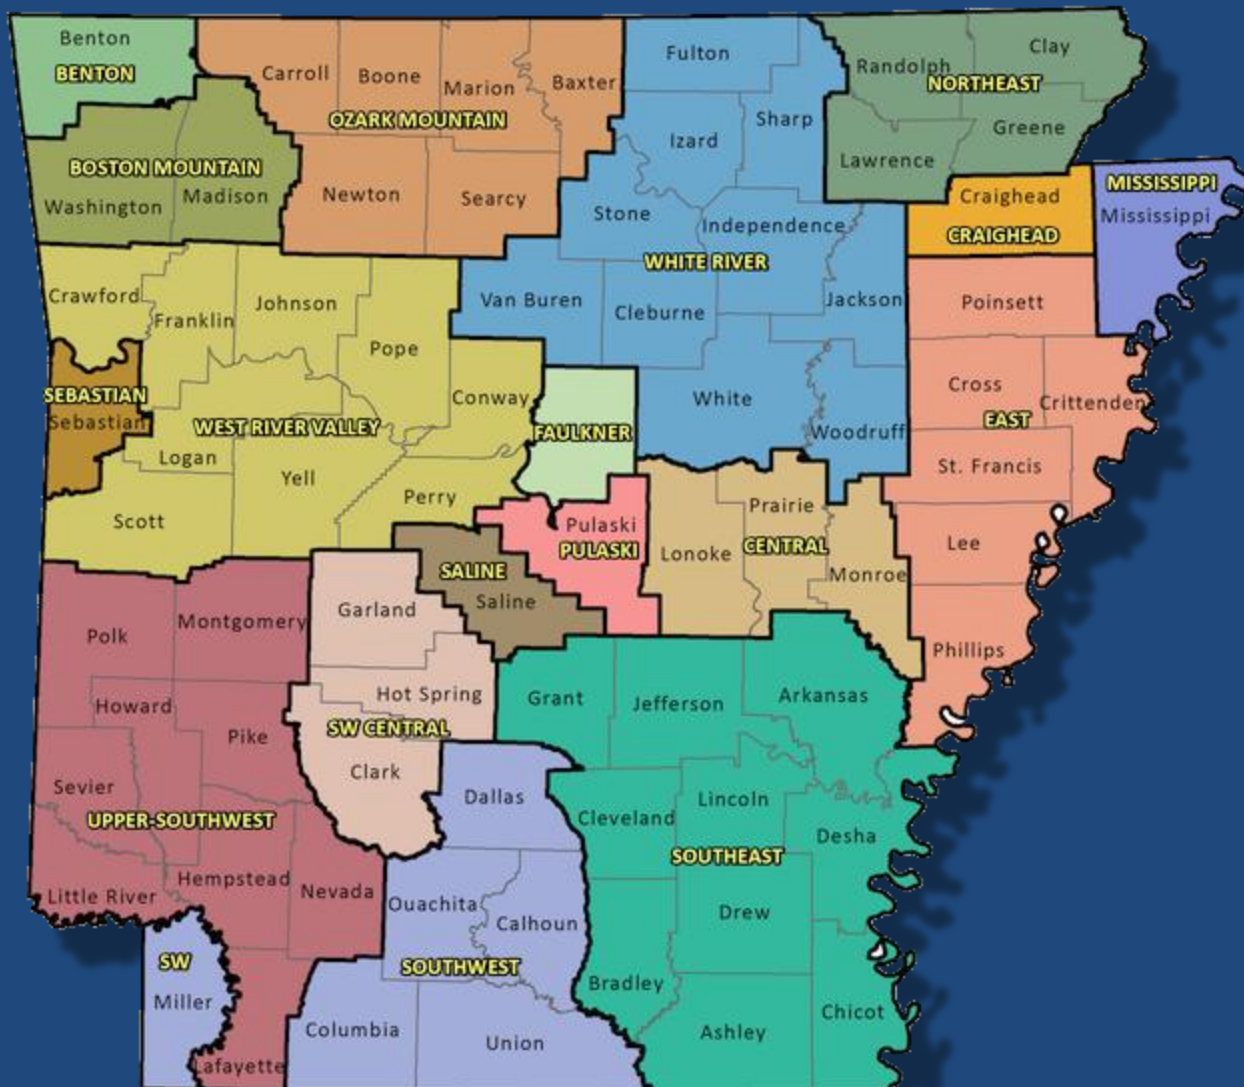 Benton
BENTON
Carroll
Boone
Marion
Baxter
OZARK MOUNTAIN
Newton
Searcy
Fulton
Sharp
Izard
Stone
Independence
WHITE RIVER
Van Buren
Cleburne
Jackson
White
Woodruff
Randolph
Clay
NORTHEAST
Greene
Lawrence
Craighead
CRAIGHEAD
MISSISSIPPI
Mississippi
BOSTON MOUNTAIN
Washington
Madison
Crawford
Franklin
Johnson
Pope
Conway
WEST RIVER VALLEY
Logan
Yell
Perry
Scott
SEBASTIAN
Sebastian
FAULKNER
Poinsett
Cross
Crittenden
EAST
St. Francis
Lee
Phillips
Pulaski
PULASKI
Lonoke
Prairie
CENTRAL
Monroe
SALINE
Saline
Garland
Hot Spring
SW CENTRAL
Clark
Polk
Montgomery
Howard
Pike
Sevier
UPPER-SOUTHWEST
Little River
Hempstead
Nevada
Lafayette
SW
Miller
Dallas
Ouachita
Calhoun
SOUTHWEST
Columbia
Union
Grant
Jefferson
Arkansas
Cleveland
Lincoln
Desha
SOUTHEAST
Drew
Bradley
Ashley
Chicot